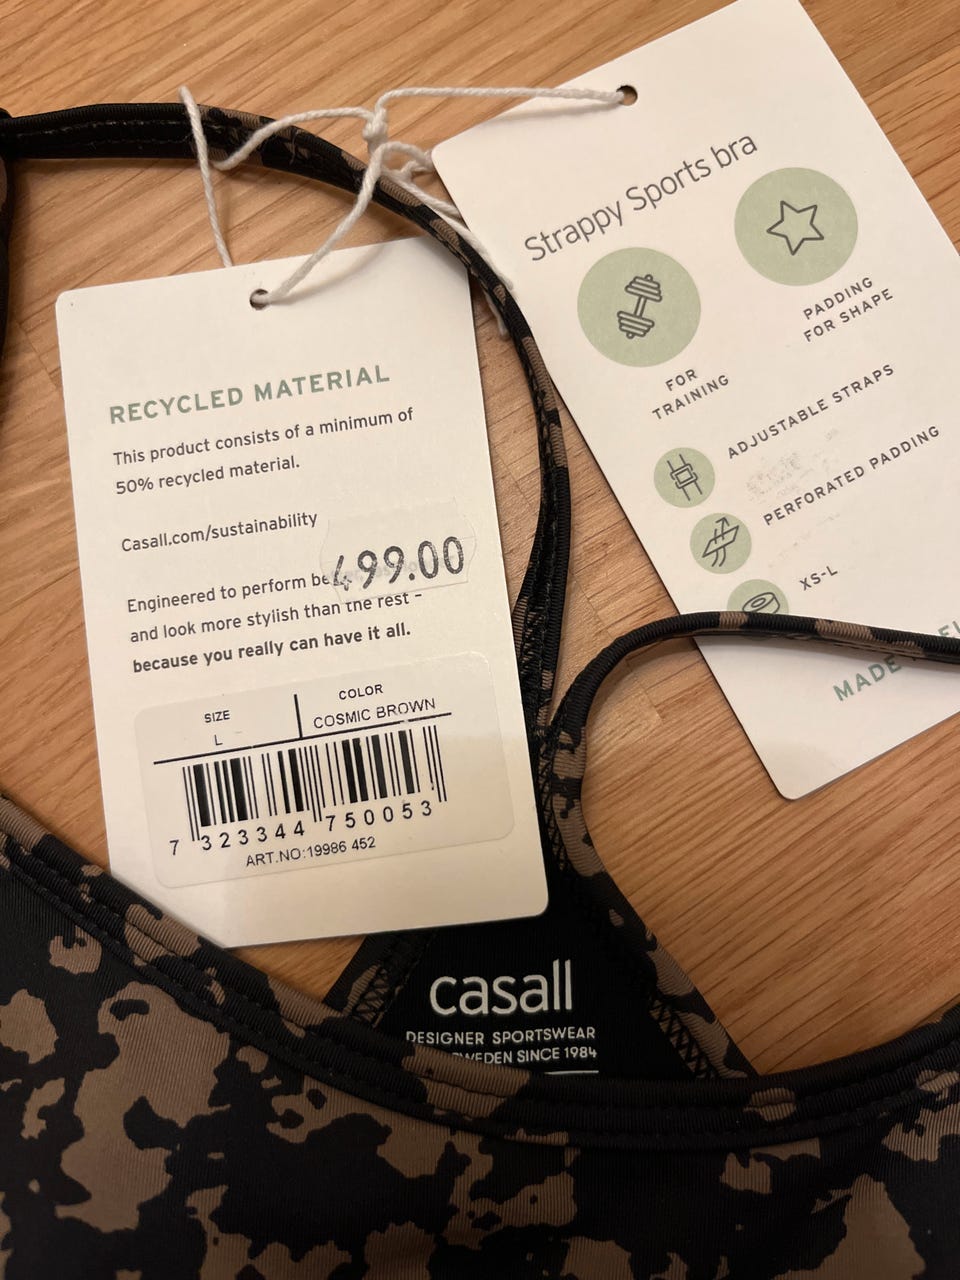 Strappy Sports bra
FOR
TRAINING
PADDING
FOR SHAPE
ADJUSTABLE STRAPS
PERFORATED PADDING
XS-L
MADE
RECYCLED MATERIAL
This product consists of a minimum of
50% recycled material.
Casall.com/sustainability
499.00
Engineered to perform
and look more stylish than the rest –
because you really can have it all.
SIZE
L
COLOR
COSMIC BROWN
7 323344 750053
ART.NO:19986 452
casall
DESIGNER SPORTSWEAR
SWEDEN SINCE 1984